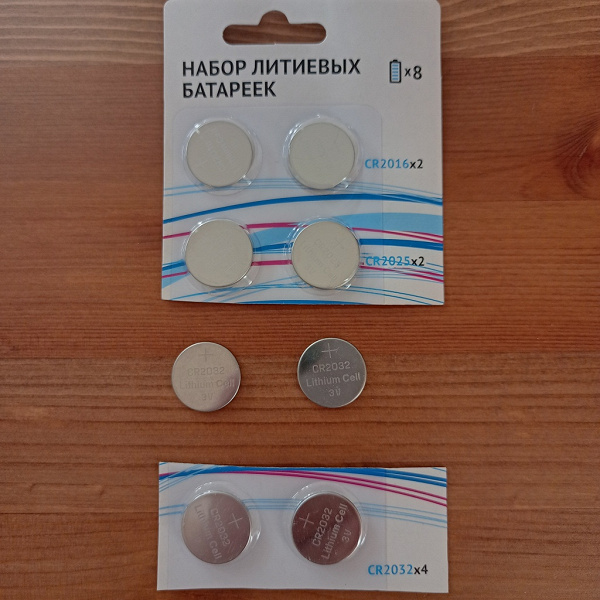 НАБОР ЛИТИЕВЫХ
БАТАРЕЕК
x8
CR2016x2
CR2025x2
CR2032
Lithium Cell
3V
CR2032
Lithium Cell
3V
CR2032
Lithium Cell
CR2032
Lithium Cell
3V
CR2032x4